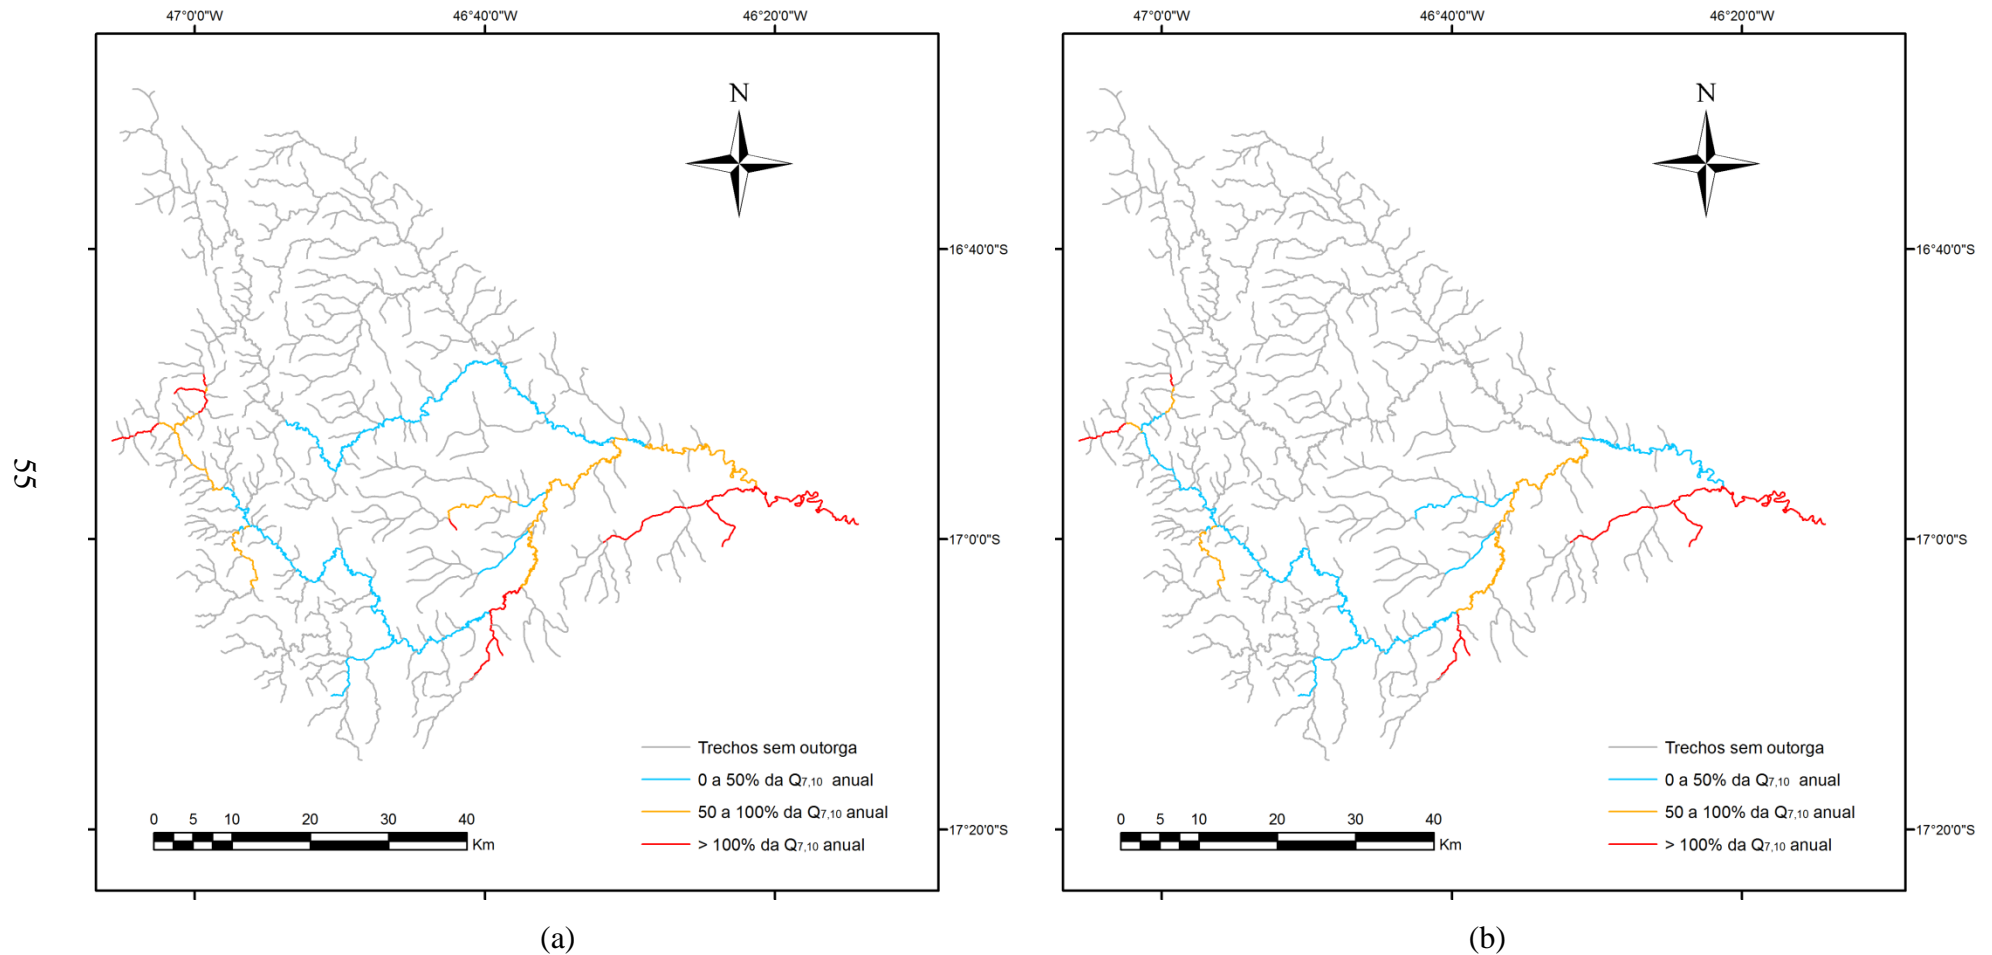 47°0'0"W 46°40'0"W 46°20'0"W
N
16°40'0"S
17°0'0"S
17°20'0"S
Trechos sem outorga
0 a 50% da Q7,10 anual
50 a 100% da Q7,10 anual
> 100% da Q7,10 anual
0 5 10 20 30 40
Km
(a)
47°0'0"W 46°40'0"W 46°20'0"W
N
16°40'0"S
17°0'0"S
17°20'0"S
Trechos sem outorga
0 a 50% da Q7,10 anual
50 a 100% da Q7,10 anual
> 100% da Q7,10 anual
0 5 10 20 30 40
Km
(b)
55